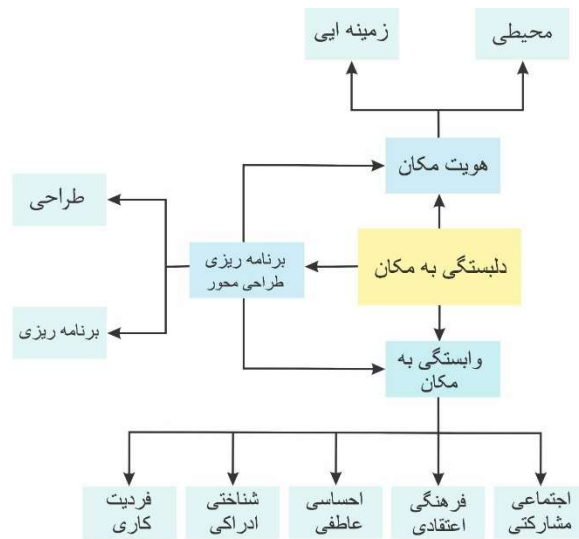 محیطی
زمینه ایی
هویت مکان
طراحی
دلبستگی به مکان
برنامه ریزی
طراحی محور
برنامه ریزی
وابستگی به
مکان
اجتماعی
مشارکتی
فرهنگی
اعتقادی
احساسی
عاطفی
شناختی
ادراکی
فردیت
کاری